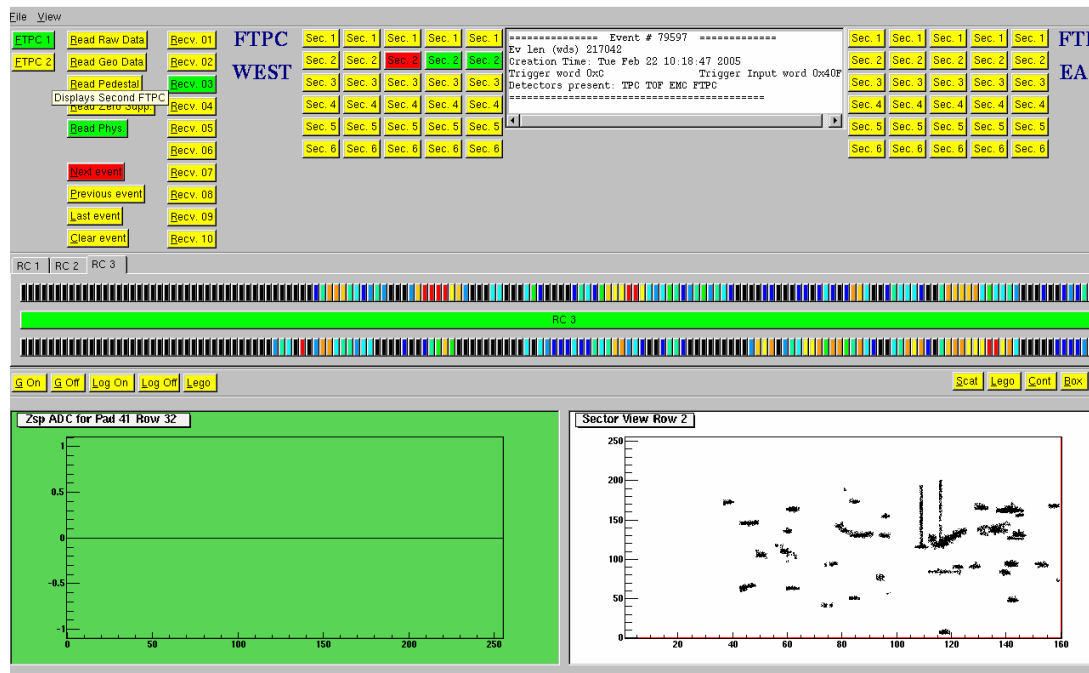 File View
FTPC 1 Read Raw Data Recv. 01 FTPC Sec. 1 Sec. 1 Sec. 1 Sec. 1 Sec. 1 =============== Event # 79597 ============= Sec. 1 Sec. 1 Sec. 1 Sec. 1 Sec. 1
Ev len (wds) 217042
FTPC 2 Read Geo Data Recv. 02 WEST Sec. 2 Sec. 2 Sec. 2 Sec. 2 Sec. 2 Creation Time: Tue Feb 22 10:18:47 2005 Sec. 2 Sec. 2 Sec. 2 Sec. 2 Sec. 2 EA
Trigger word 0xC Trigger Input word 0x40F
Read Pedestal Recv. 03 Sec. 3 Sec. 3 Sec. 3 Sec. 3 Sec. 3 Detectors present: TPC TOF EMC FTPC Sec. 3 Sec. 3 Sec. 3 Sec. 3 Sec. 3
Displays Second FTPC
Read Zero Supp. Recv. 04 Sec. 4 Sec. 4 Sec. 4 Sec. 4 Sec. 4 =========================================== Sec. 4 Sec. 4 Sec. 4 Sec. 4 Sec. 4
Read Phys. Recv. 05 Sec. 5 Sec. 5 Sec. 5 Sec. 5 Sec. 5 Sec. 5 Sec. 5 Sec. 5 Sec. 5 Sec. 5
Recv. 06 Sec. 6 Sec. 6 Sec. 6 Sec. 6 Sec. 6 Sec. 6 Sec. 6 Sec. 6 Sec. 6 Sec. 6
Next event Recv. 07
Previous event Recv. 08
Last event Recv. 09
Clear event Recv. 10
RC 1 RC 2 RC 3
RC 3
G On G Off Log On Log Off Lego Scat Lego Cont Box
Zsp ADC for Pad 41 Row 32
1
0.5
0
-0.5
-1
0 50 100 150 200 250
Sector View Row 2
250
200
150
100
50
0
20 40 60 80 100 120 140 160